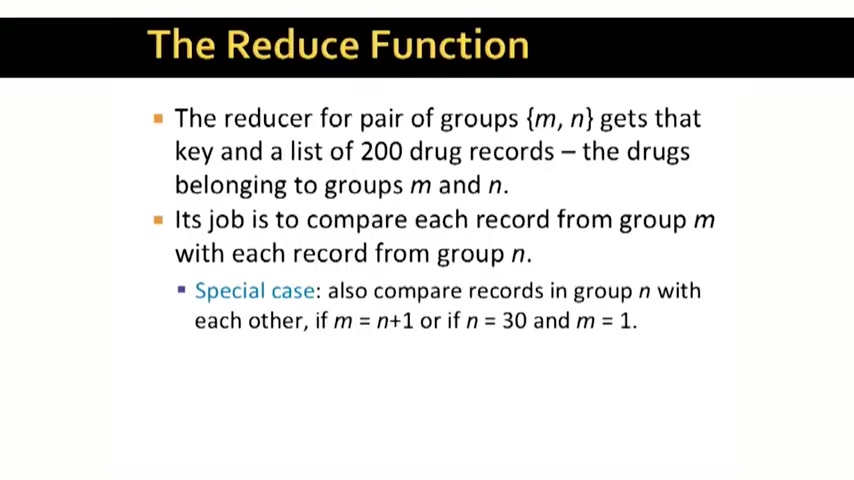 The Reduce Function
▪ The reducer for pair of groups {m, n} gets that
key and a list of 200 drug records – the drugs
belonging to groups m and n.
▪ Its job is to compare each record from group m
with each record from group n.
▪ Special case: also compare records in group n with
each other, if m = n+1 or if n = 30 and m = 1.